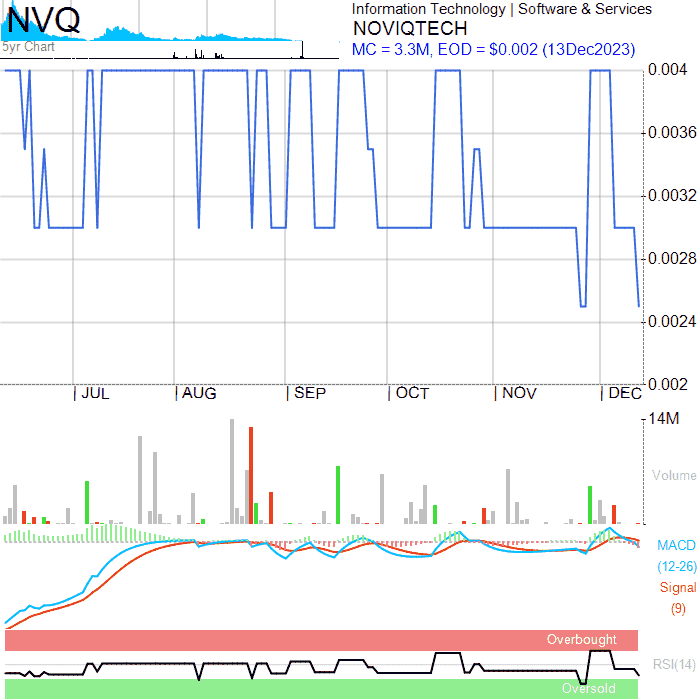 NVQ
5yr Chart
Information Technology | Software & Services
NOVIQTECH
MC = 3.3M, EOD = $0.002 (13Dec2023)
0.004
0.0036
0.0032
0.0028
0.0024
0.002
| JUL | AUG | SEP | OCT | NOV | DEC
14M
Volume
MACD
(12-26)
Signal
(9)
Overbought
RSI(14)
Oversold